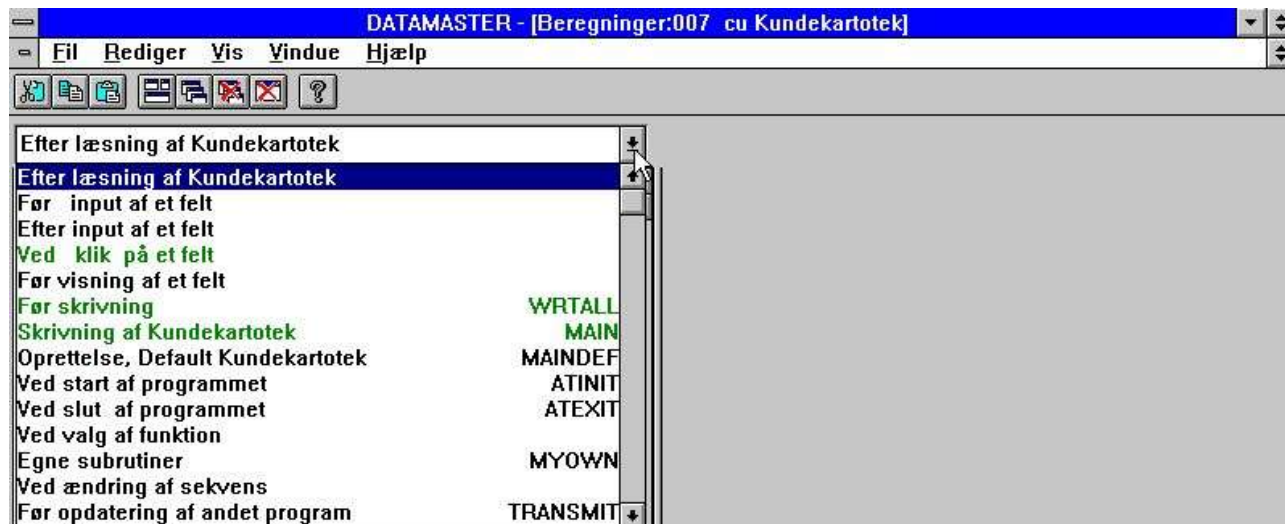 DATAMASTER - [Beregninger:007 cu Kundekartotek]
Fil Rediger Vis Vindue Hjælp
Efter læsning af Kundekartotek
Efter læsning af Kundekartotek
Før input af et felt
Efter input af et felt
Ved klik på et felt
Før visning af et felt
Før skrivning WRTALL
Skrivning af Kundekartotek MAIN
Oprettelse, Default Kundekartotek MAINDEF
Ved start af programmet ATINIT
Ved slut af programmet ATEXIT
Ved valg af funktion
Egne subrutiner MYOWN
Ved ændring af sekvens
Før opdatering af andet program TRANSMIT